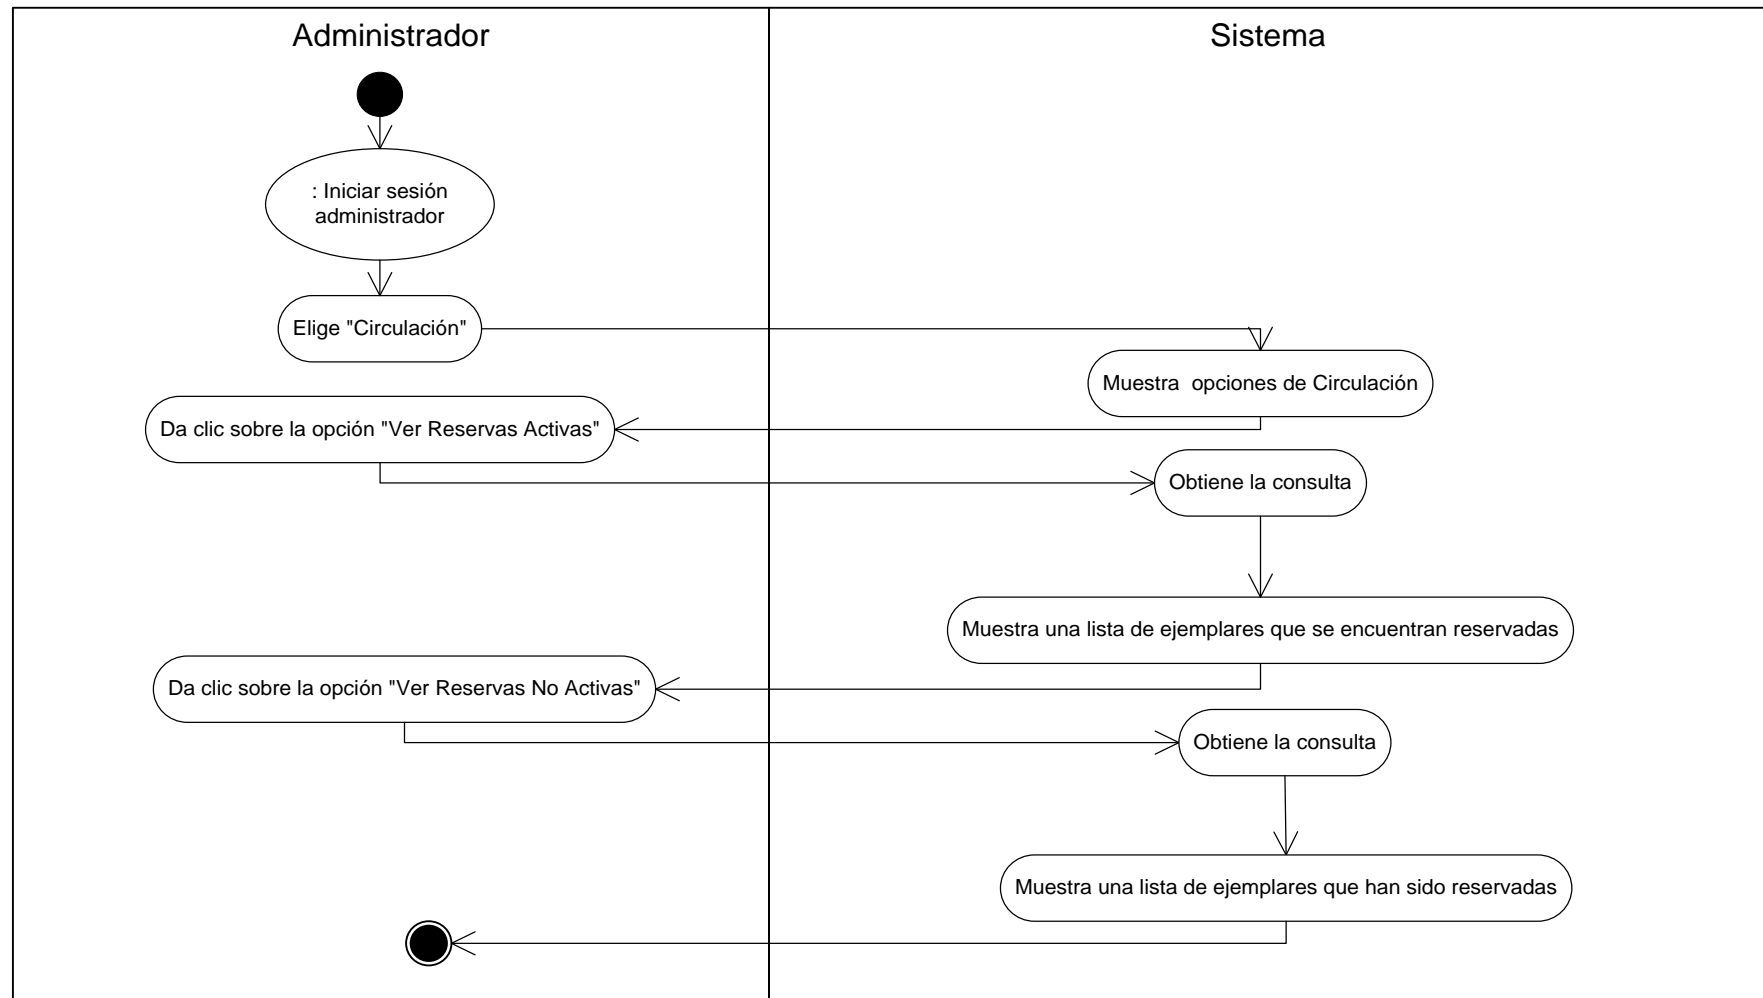 Administrador
Sistema
: Iniciar sesión
administrador
Elige "Circulación"
Muestra  opciones de Circulación
Da clic sobre la opción "Ver Reservas Activas"
Obtiene la consulta
Muestra una lista de ejemplares que se encuentran reservadas
Da clic sobre la opción "Ver Reservas No Activas"
Obtiene la consulta
Muestra una lista de ejemplares que han sido reservadas